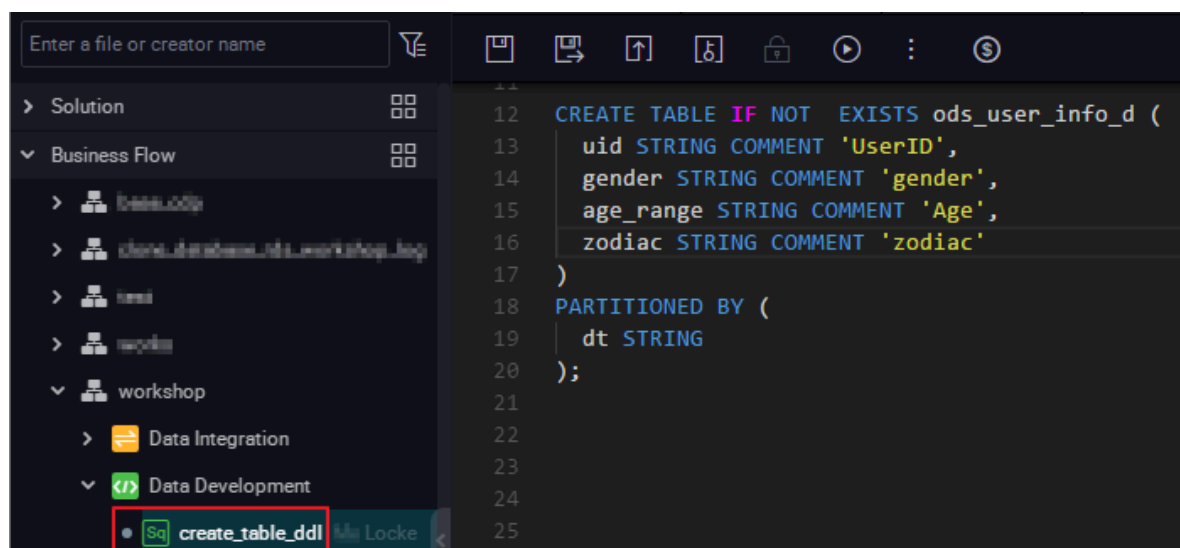 Enter a file or creator name
Solution
Business Flow
workshop
Data Integration
Data Development
Sq create_table_ddl Locke
11
12 CREATE TABLE IF NOT  EXISTS ods_user_info_d (
13 uid STRING COMMENT 'UserID',
14 gender STRING COMMENT 'gender',
15 age_range STRING COMMENT 'Age',
16 zodiac STRING COMMENT 'zodiac'
17 )
18 PARTITIONED BY (
19 dt STRING
20 );
21
22
23
24
25